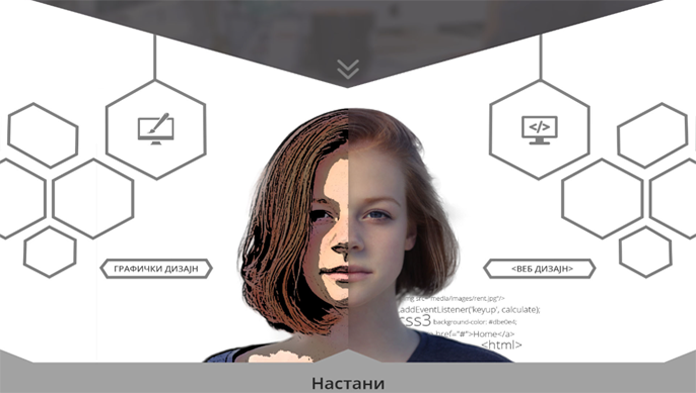 </>
ГРАФИЧКИ ДИЗАЈН
<ВЕБ ДИЗАЈН>
src="media/images/rent.jpg"/>
.addEventListener('keyup', calculate);
css3 background-color: #dbe0e4;
href="#">Home</a>
<html>
Настани